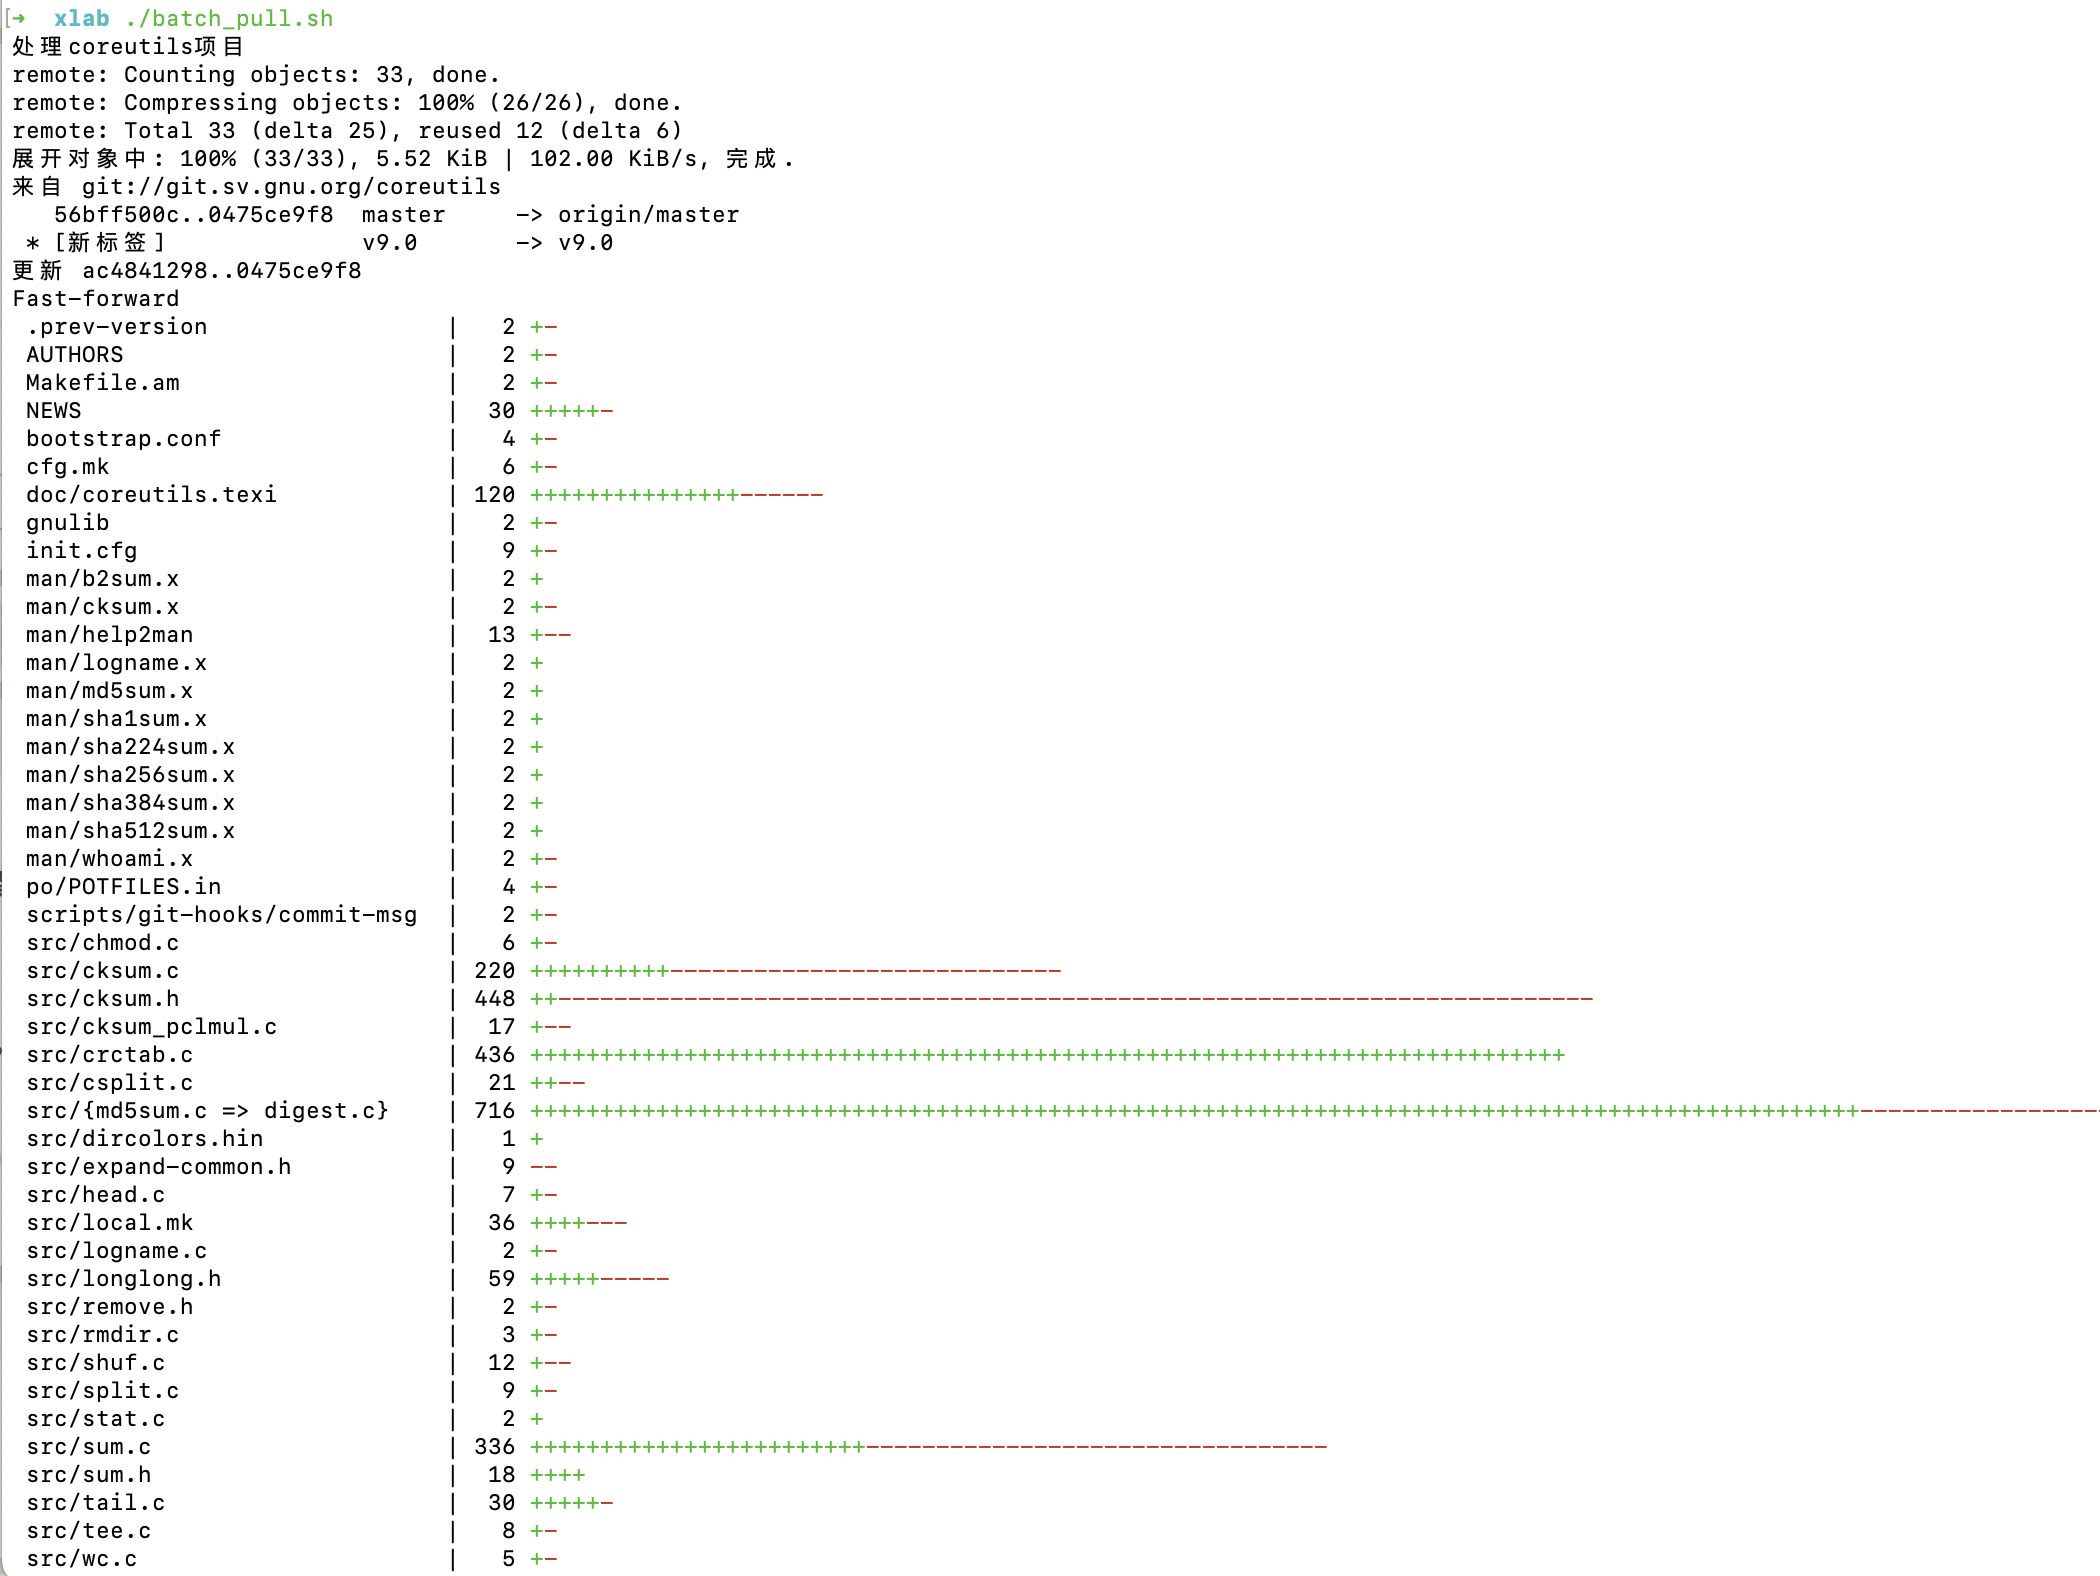 [➜  xlab ./batch_pull.sh
处理coreutils项目
remote: Counting objects: 33, done.
remote: Compressing objects: 100% (26/26), done.
remote: Total 33 (delta 25), reused 12 (delta 6)
展开对象中: 100% (33/33), 5.52 KiB | 102.00 KiB/s, 完成.
来自 git://git.sv.gnu.org/coreutils
   56bff500c..0475ce9f8  master     -> origin/master
 * [新标签]              v9.0       -> v9.0
更新 ac4841298..0475ce9f8
Fast-forward
 .prev-version                 |   2 +-
 AUTHORS                       |   2 +-
 Makefile.am                   |   2 +-
 NEWS                          |  30 +++++-
 bootstrap.conf                |   4 +-
 cfg.mk                        |   6 +-
 doc/coreutils.texi            | 120 +++++++++++++++------
 gnulib                        |   2 +-
 init.cfg                      |   9 +-
 man/b2sum.x                   |   2 +
 man/cksum.x                   |   2 +-
 man/help2man                  |  13 +--
 man/logname.x                 |   2 +
 man/md5sum.x                  |   2 +
 man/sha1sum.x                 |   2 +
 man/sha224sum.x               |   2 +
 man/sha256sum.x               |   2 +
 man/sha384sum.x               |   2 +
 man/sha512sum.x               |   2 +
 man/whoami.x                  |   2 +-
 po/POTFILES.in                |   4 +-
 scripts/git-hooks/commit-msg  |   2 +-
 src/chmod.c                   |   6 +-
 src/cksum.c                   | 220 ++++++++++----------------------------
 src/cksum.h                   | 448 ++--------------------------------------------------------------------------
 src/cksum_pclmul.c            |  17 +--
 src/crctab.c                  | 436 ++++++++++++++++++++++++++++++++++++++++++++++++++++++++++++++++++++++++++
 src/csplit.c                  |  21 ++--
 src/{md5sum.c => digest.c}    | 716 +++++++++++++++++++++++++++++++++++++++++++++++++++++++++++++++++++++++++++++++++++++++++++++++-----------------
 src/dircolors.hin             |   1 +
 src/expand-common.h           |   9 --
 src/head.c                    |   7 +-
 src/local.mk                  |  36 ++++---
 src/logname.c                 |   2 +-
 src/longlong.h                |  59 +++++-----
 src/remove.h                  |   2 +-
 src/rmdir.c                   |   3 +-
 src/shuf.c                    |  12 +--
 src/split.c                   |   9 +-
 src/stat.c                    |   2 +
 src/sum.c                     | 336 ++++++++++++++++++++++++---------------------------------
 src/sum.h                     |  18 ++++
 src/tail.c                    |  30 +++++-
 src/tee.c                     |   8 +-
 src/wc.c                      |   5 +-